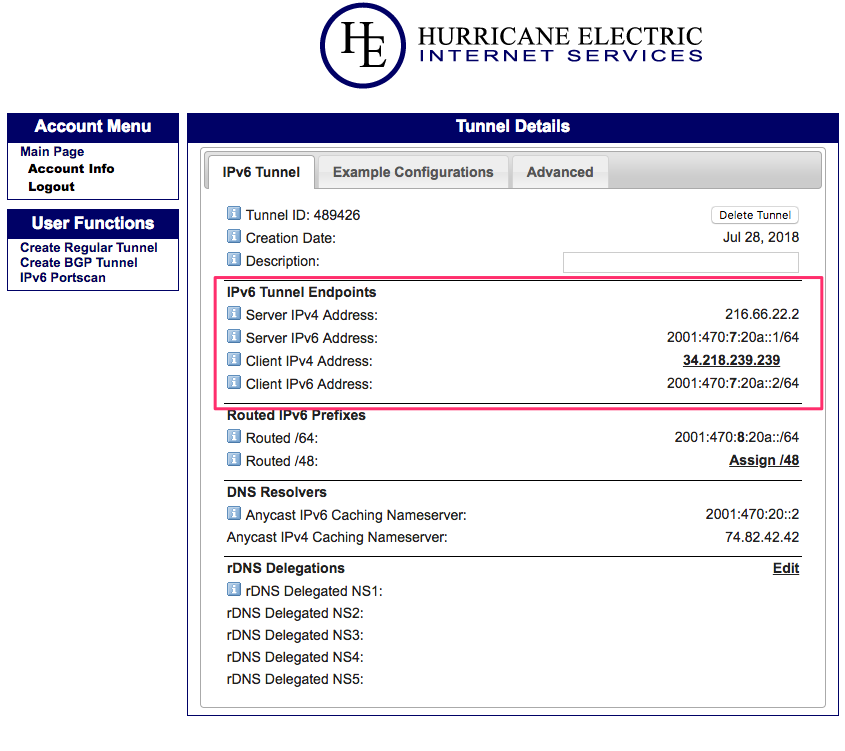 HE HURRICANE ELECTRIC
INTERNET SERVICES
Account Menu
Main Page
Account Info
Logout
User Functions
Create Regular Tunnel
Create BGP Tunnel
IPv6 Portscan
Tunnel Details
IPv6 Tunnel Example Configurations Advanced
i Tunnel ID: 489426 Delete Tunnel
i Creation Date: Jul 28, 2018
i Description:
IPv6 Tunnel Endpoints
i Server IPv4 Address: 216.66.22.2
i Server IPv6 Address: 2001:470:7:20a::1/64
i Client IPv4 Address: 34.218.239.239
i Client IPv6 Address: 2001:470:7:20a::2/64
Routed IPv6 Prefixes
i Routed /64: 2001:470:8:20a::/64
i Routed /48: Assign /48
DNS Resolvers
i Anycast IPv6 Caching Nameserver: 2001:470:20::2
Anycast IPv4 Caching Nameserver: 74.82.42.42
rDNS Delegations Edit
i rDNS Delegated NS1:
rDNS Delegated NS2:
rDNS Delegated NS3:
rDNS Delegated NS4:
rDNS Delegated NS5: